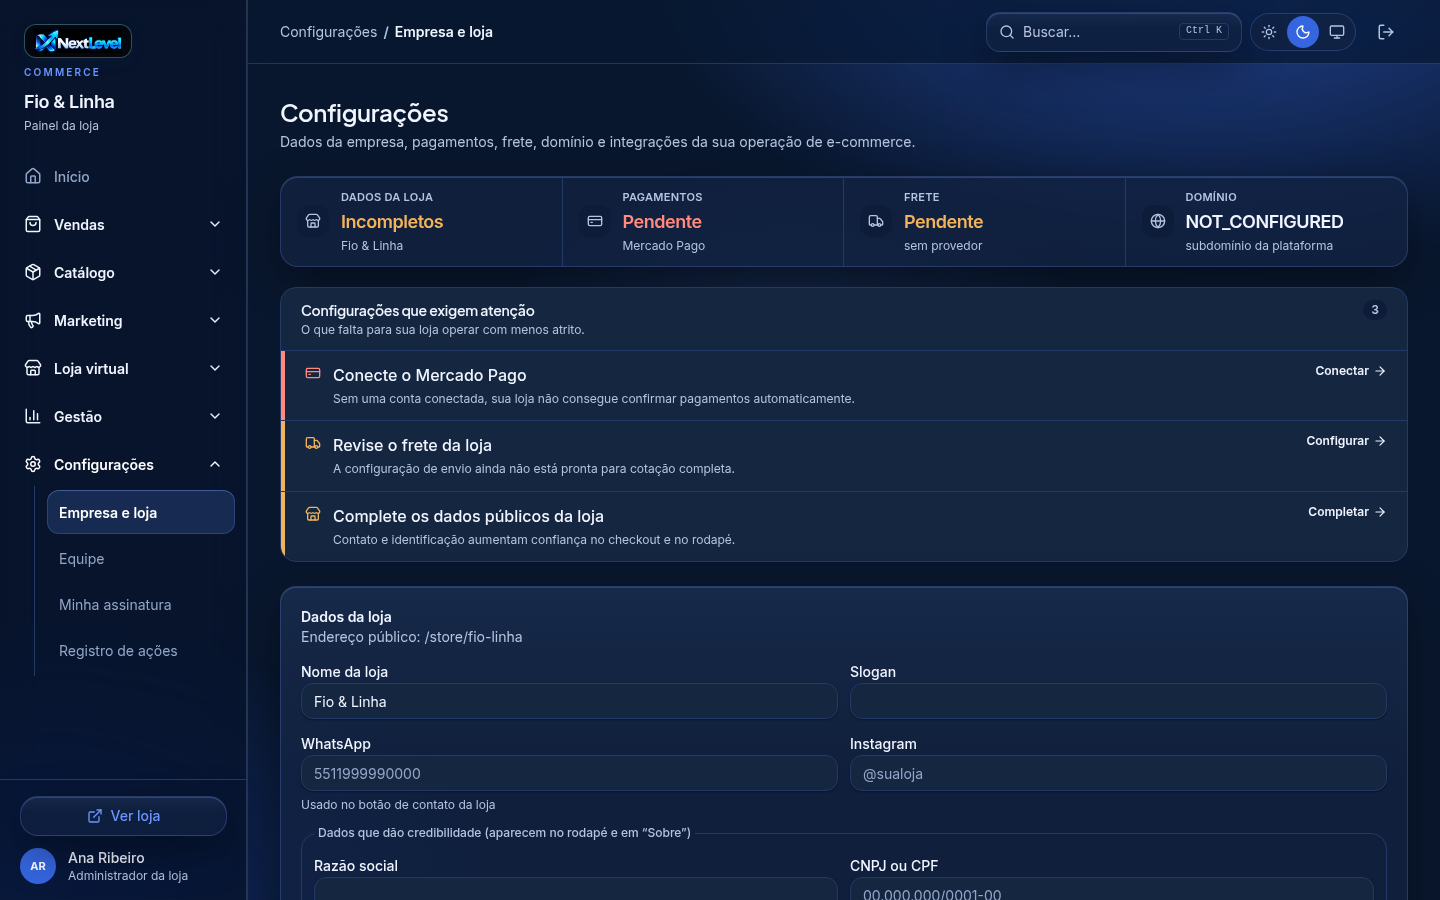 NextLevel
COMMERCE
Fio & Linha
Painel da loja
Início
Vendas
Catálogo
Marketing
Loja virtual
Gestão
Configurações
Empresa e loja
Equipe
Minha assinatura
Registro de ações
Ver loja
AR
Ana Ribeiro
Administrador da loja
Configurações / Empresa e loja
Buscar... Ctrl K
Configurações
Dados da empresa, pagamentos, frete, domínio e integrações da sua operação de e-commerce.
DADOS DA LOJA
Incompletos
Fio & Linha
PAGAMENTOS
Pendente
Mercado Pago
FRETE
Pendente
sem provedor
DOMÍNIO
NOT_CONFIGURED
subdomínio da plataforma
Configurações que exigem atenção
3
O que falta para sua loja operar com menos atrito.
Conecte o Mercado Pago
Conectar
Sem uma conta conectada, sua loja não consegue confirmar pagamentos automaticamente.
Revise o frete da loja
Configurar
A configuração de envio ainda não está pronta para cotação completa.
Complete os dados públicos da loja
Completar
Contato e identificação aumentam confiança no checkout e no rodapé.
Dados da loja
Endereço público: /store/fio-linha
Nome da loja
Fio & Linha
Slogan
WhatsApp
5511999990000
Usado no botão de contato da loja
Instagram
@sualoja
Dados que dão credibilidade (aparecem no rodapé e em “Sobre”)
Razão social
CNPJ ou CPF
00.000.000/0001-00